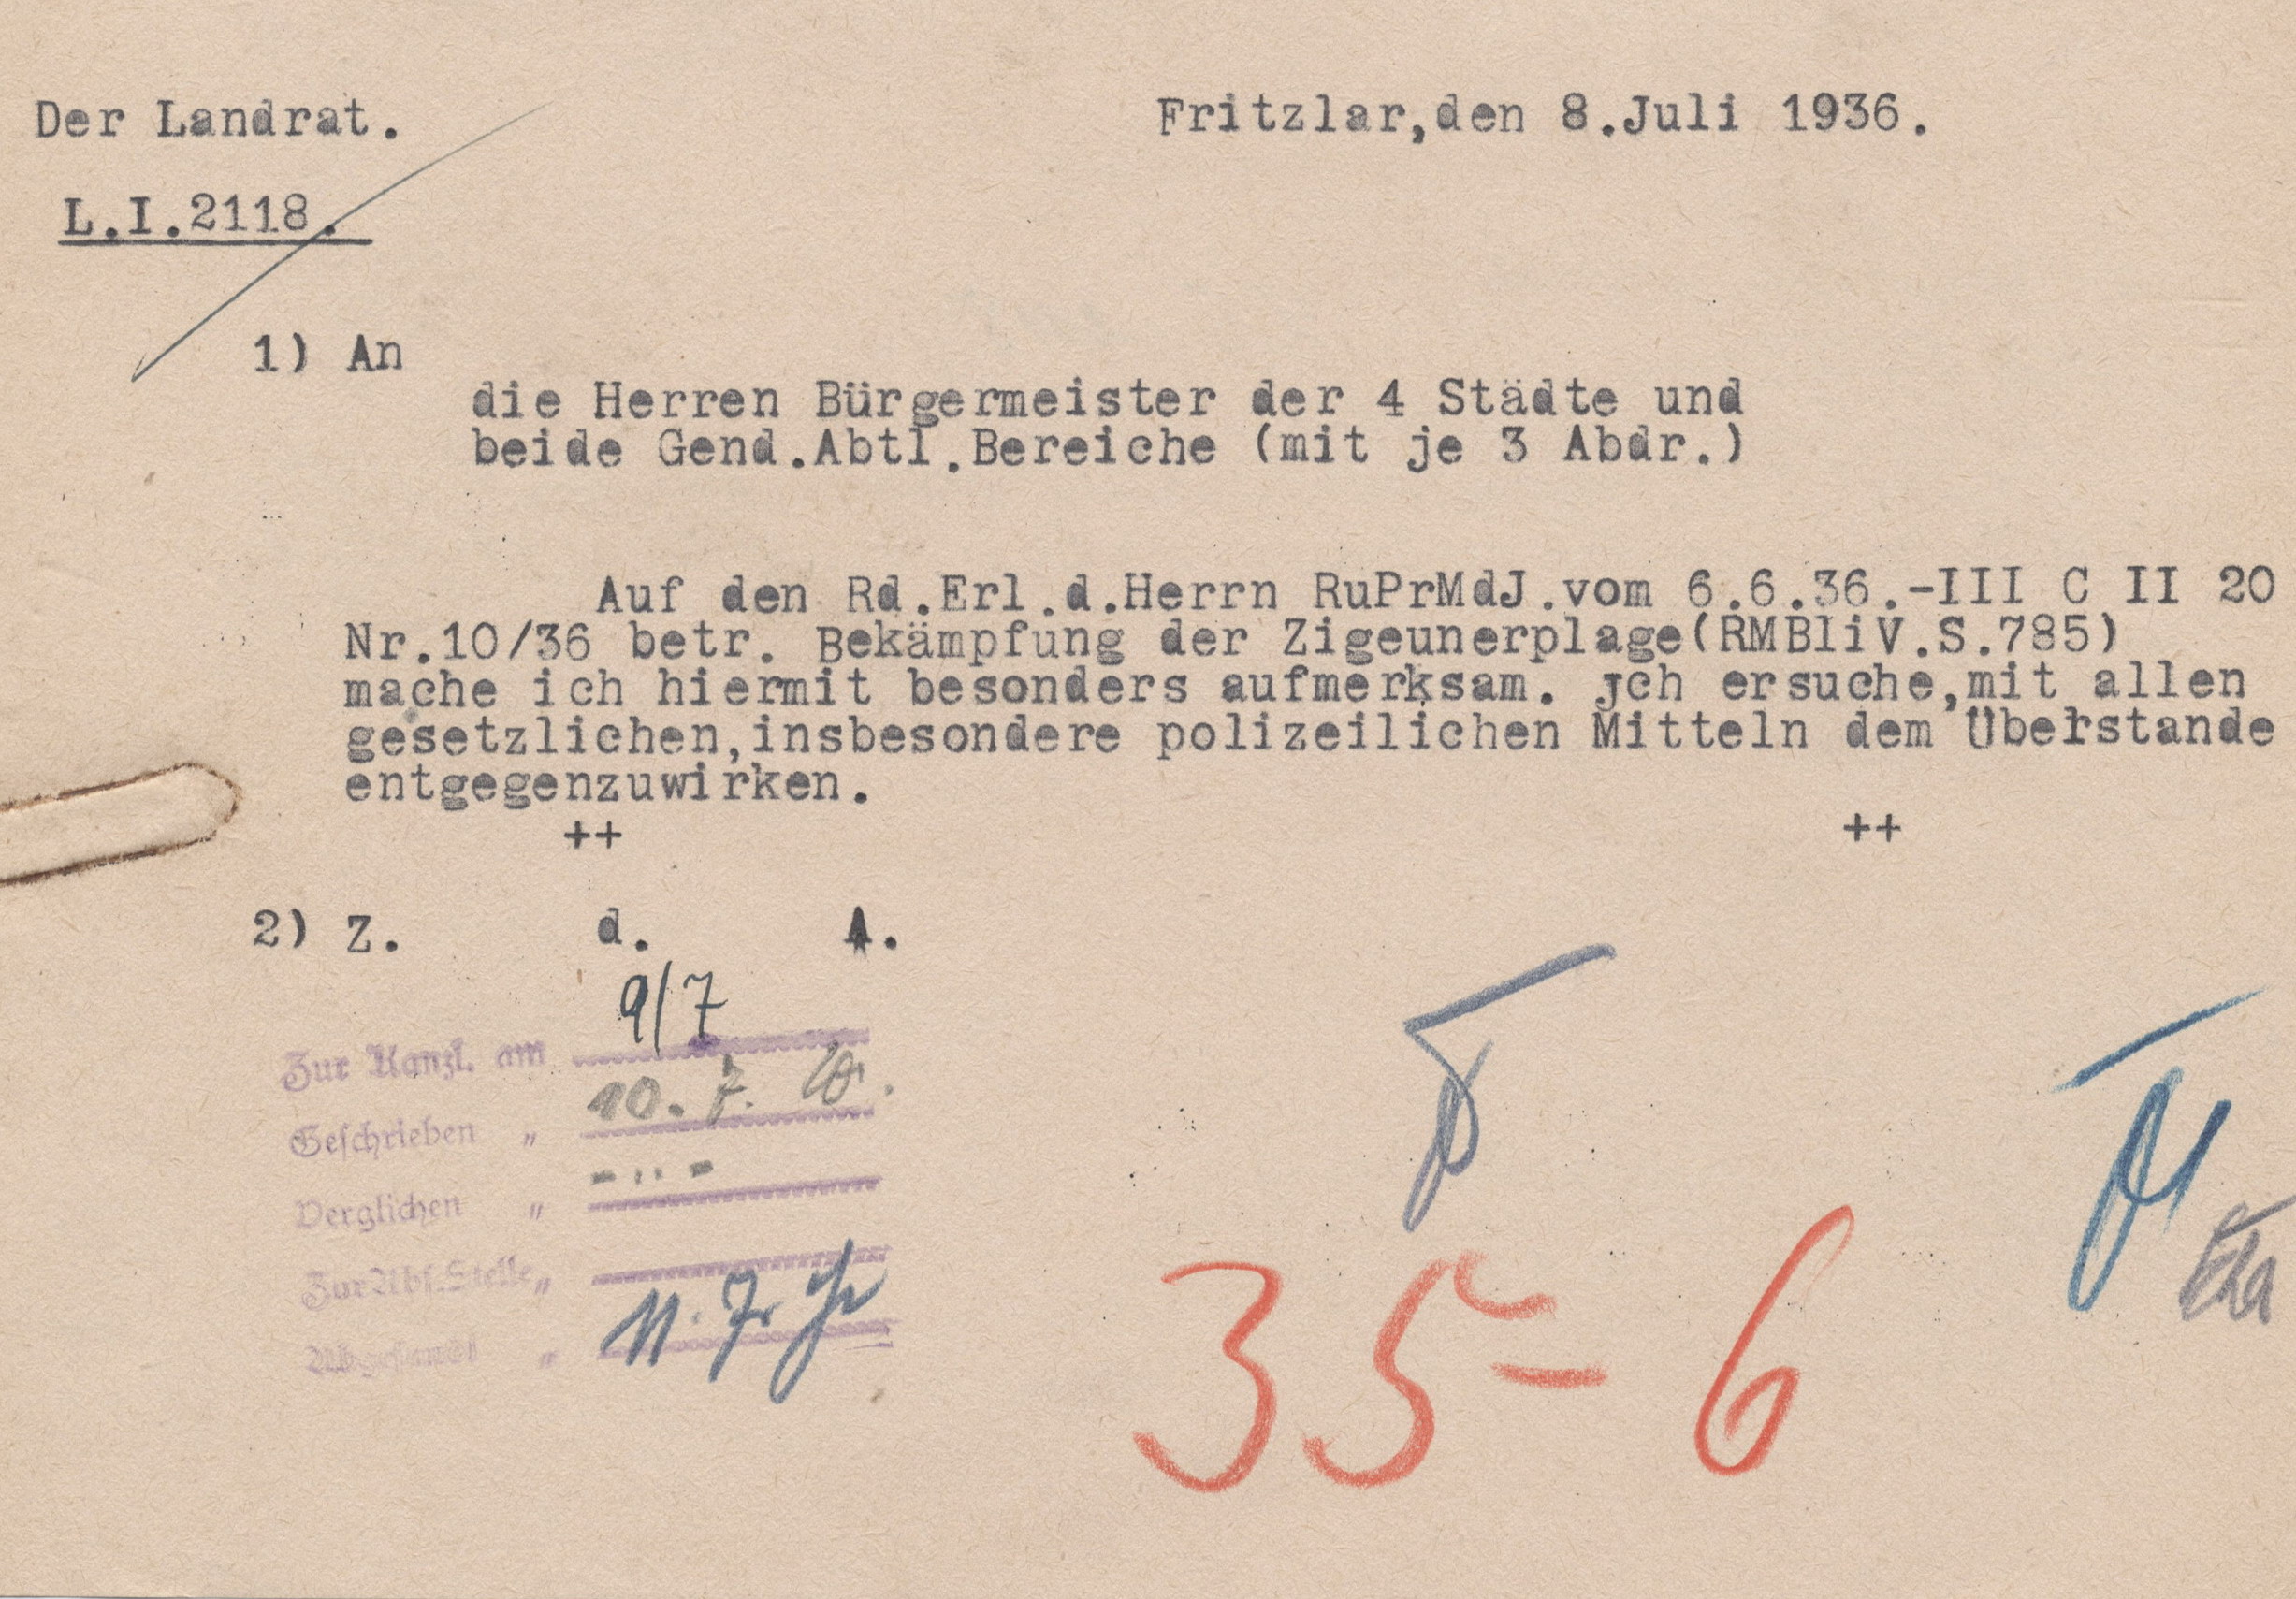 Der Landrat.
Fritzlar,den 8.Juli 1936.
L.I.2118.
1) An
die Herren Bürgermeister der 4 Städte und
beide Gend.Abtl.Bereiche (mit je 3 Abdr.)
Auf den Rd.Erl.d.Herrn RuPrMdJ.vom 6.6.36.-III C II 20
Nr.10/36 betr. Bekämpfung der Zigeunerplage(RMBliV.S.785)
mache ich hiermit besonders aufmerksam. Jch ersuche,mit allen
gesetzlichen,insbesondere polizeilichen Mitteln dem Überstande
entgegenzuwirken.
++ ++
2) Z. d. A.
Zur Kanzl. am 9/7
Geschrieben „ 10. 7.
Verglichen „ - " -
Zur Abs. Stelle „
Abgesandt „ 11. 7.
35-6